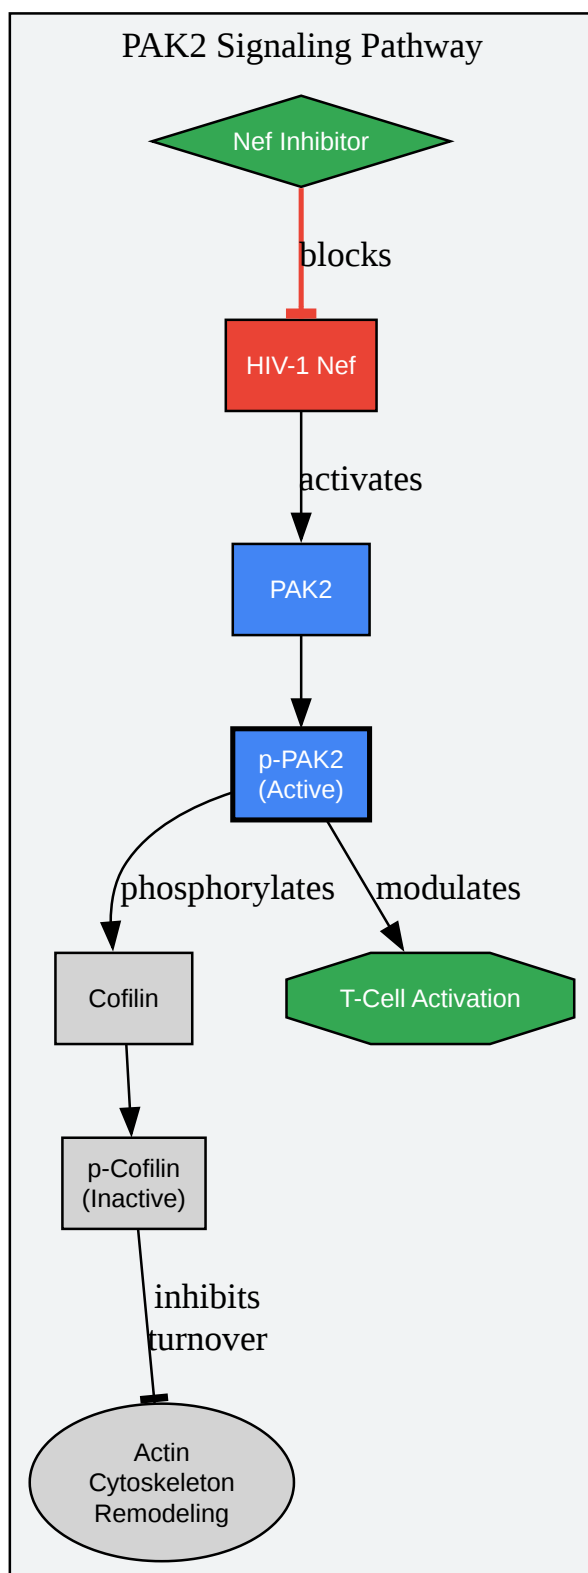 PAK2 Signaling Pathway
Nef Inhibitor
blocks
HIV-1 Nef
activates
PAK2
p-PAK2
(Active)
phosphorylates
modulates
Cofilin
T-Cell Activation
p-Cofilin
(Inactive)
inhibits
turnover
Actin
Cytoskeleton
Remodeling